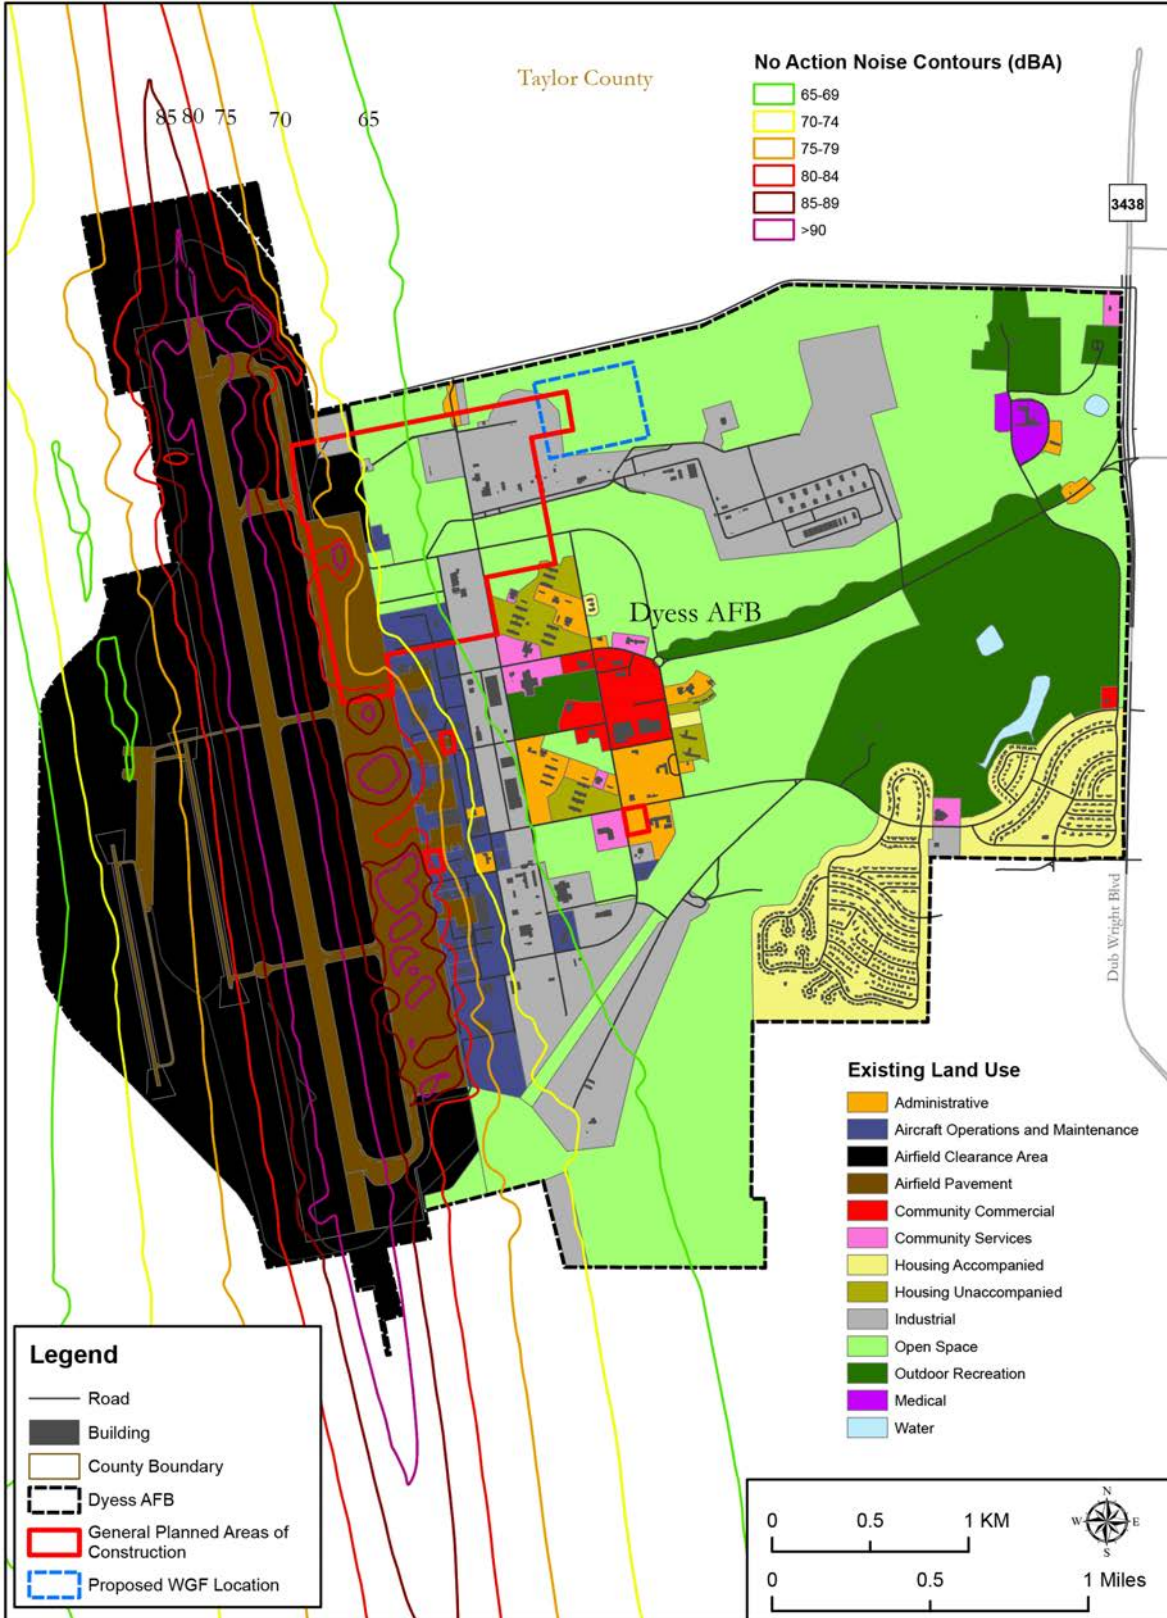 Taylor County
No Action Noise Contours (dBA)
65-69
70-74
75-79
80-84
85-89
>90
85 80 75 70 65
3438
Dyess AFB
Dub Wright Blvd
Existing Land Use
Administrative
Aircraft Operations and Maintenance
Airfield Clearance Area
Airfield Pavement
Community Commercial
Community Services
Housing Accompanied
Housing Unaccompanied
Industrial
Open Space
Outdoor Recreation
Medical
Water
Legend
Road
Building
County Boundary
Dyess AFB
General Planned Areas of
Construction
Proposed WGF Location
0 0.5 1 KM
0 0.5 1 Miles
N
W E
S